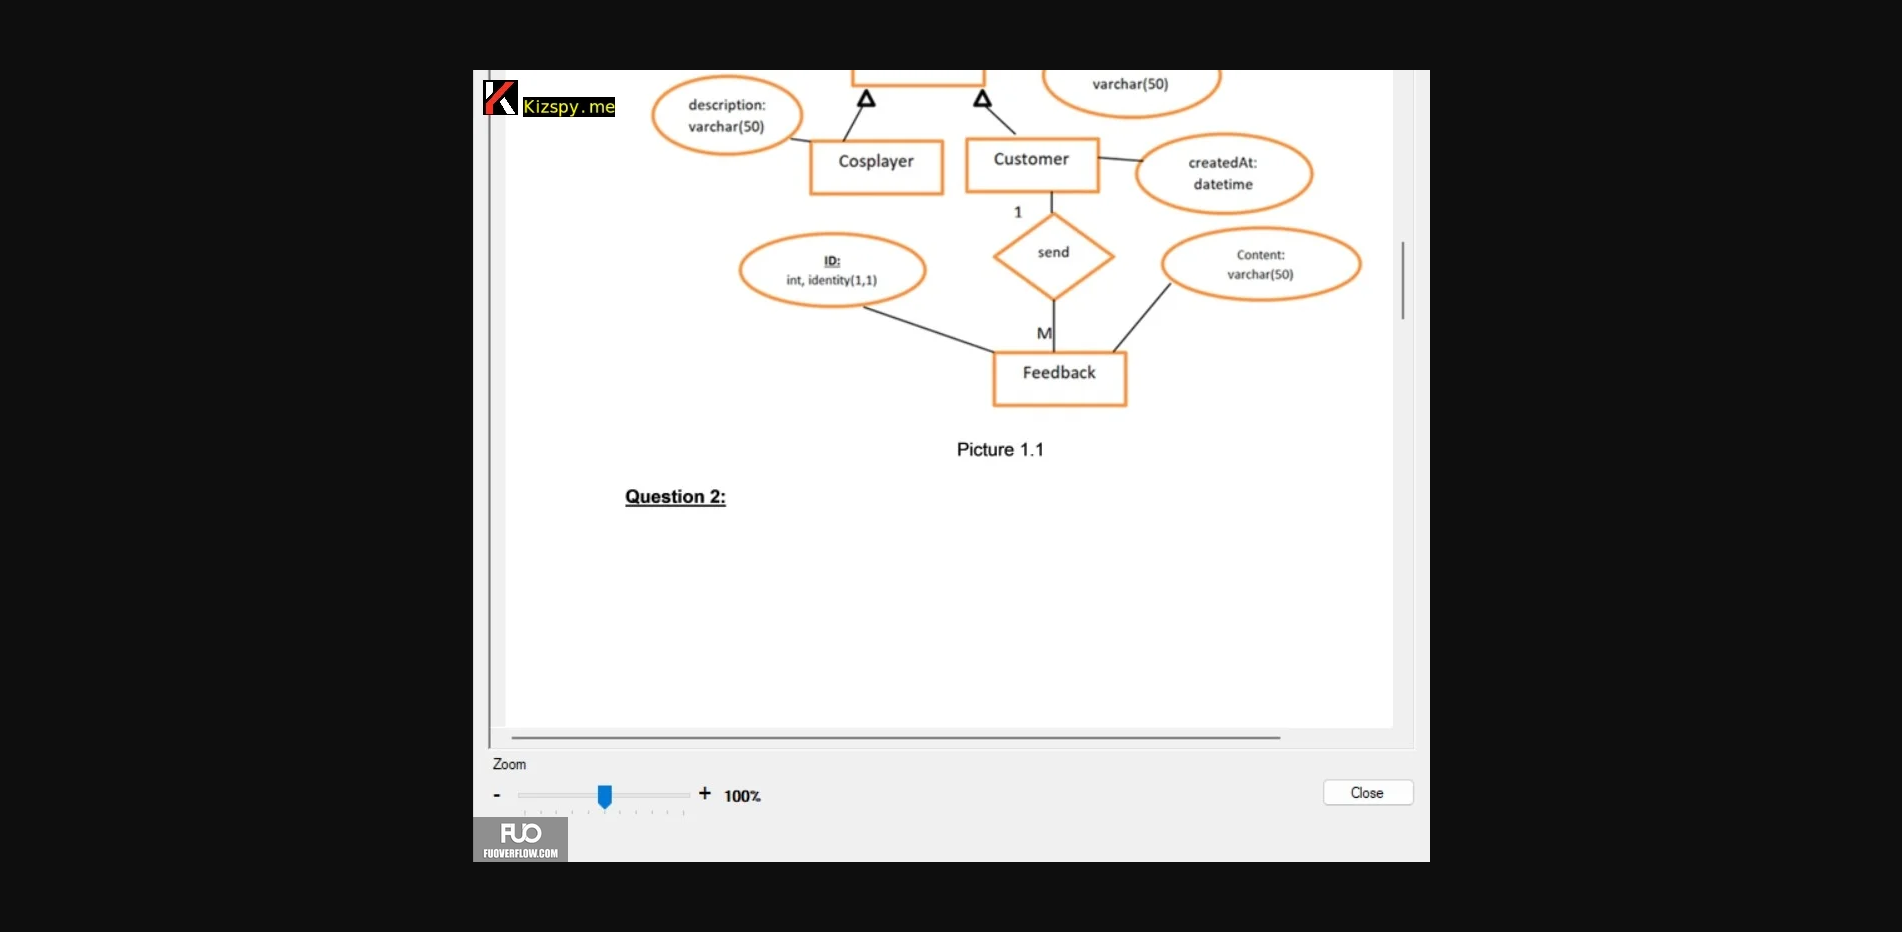 Kizspy.me
varchar(50)
description:
varchar(50)
Cosplayer
Customer
createdAt:
datetime
1
send
ID:
int, identity(1,1)
Content:
varchar(50)
M
Feedback
Picture 1.1
Question 2:
Zoom
- + 100%
Close
FUO
FUOVERFLOW.COM